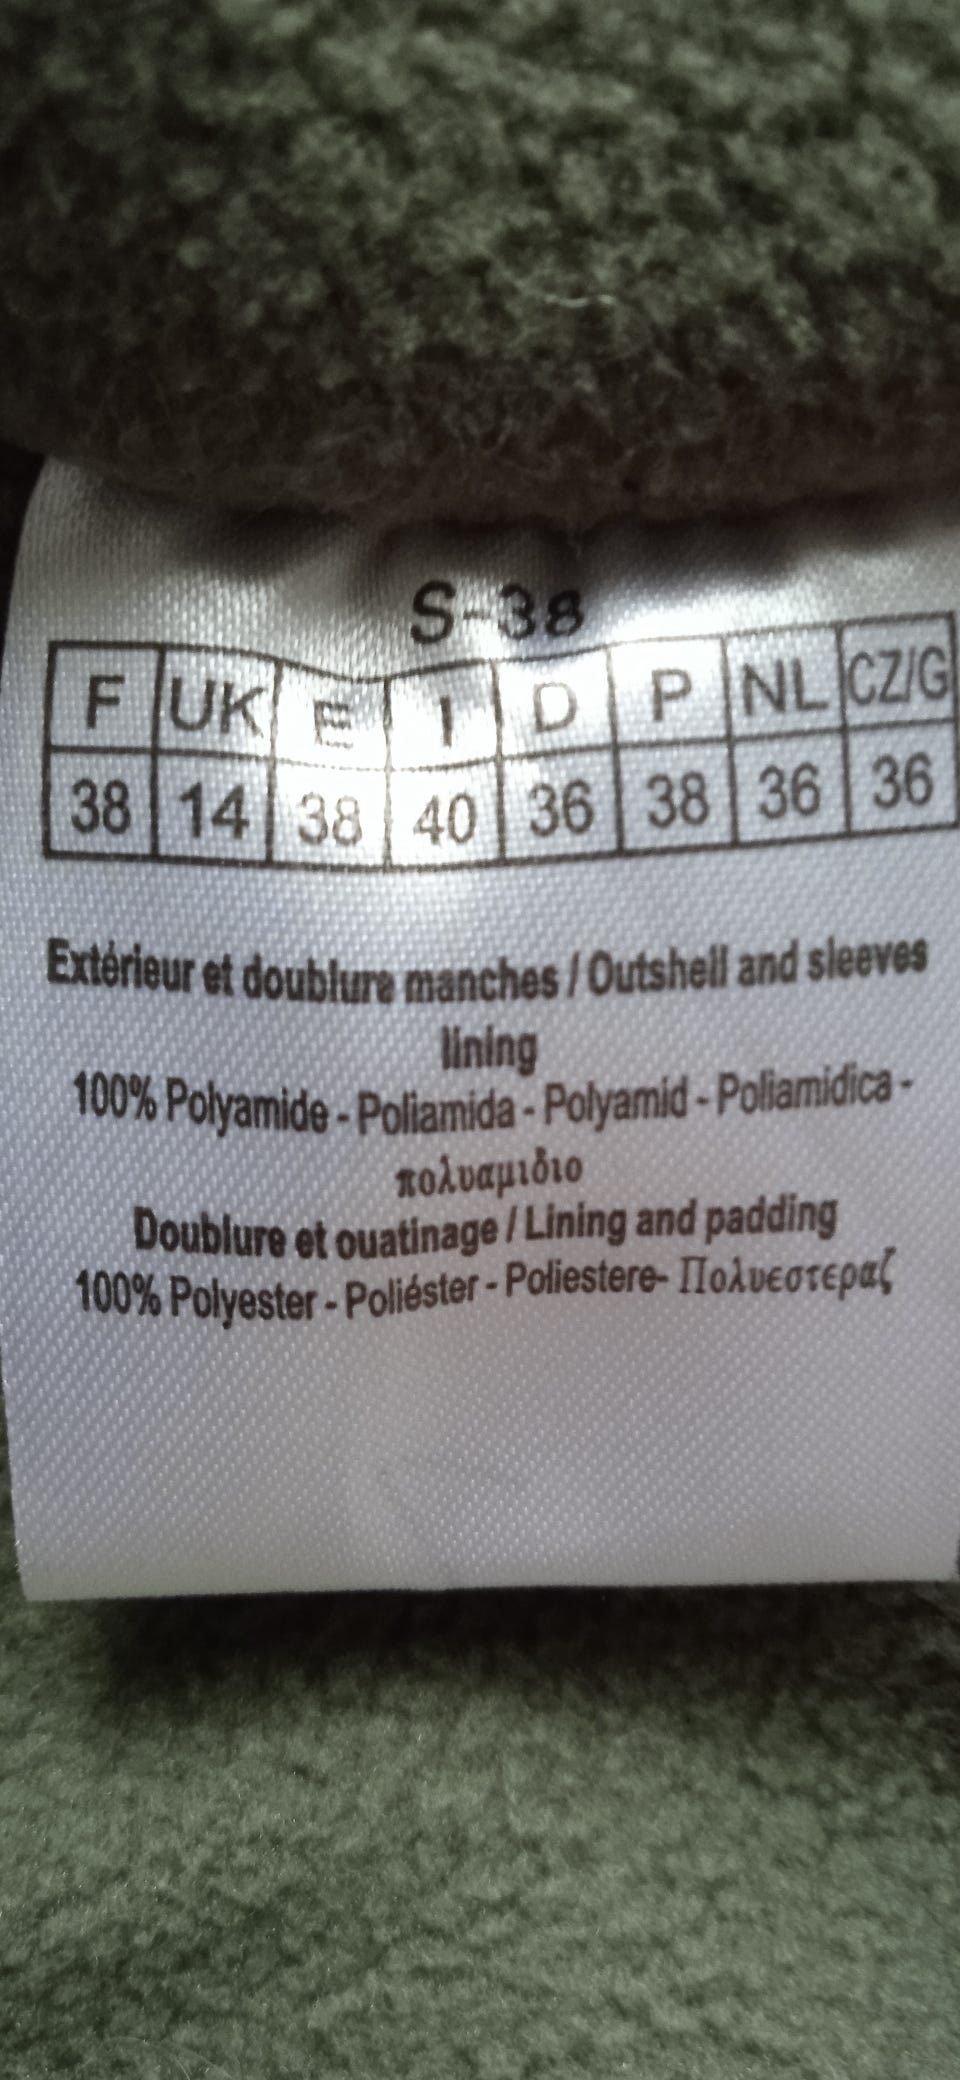 S-38
F UK E I D P NL CZ/G
38 14 38 40 36 38 36 36
Extérieur et doublure manches / Outshell and sleeves
lining
100% Polyamide - Poliamida - Polyamid - Poliamidica -
πολυαμιδιο
Doublure et ouatinage / Lining and padding
100% Polyester - Poliéster - Poliestere- Πολυεστεραζ